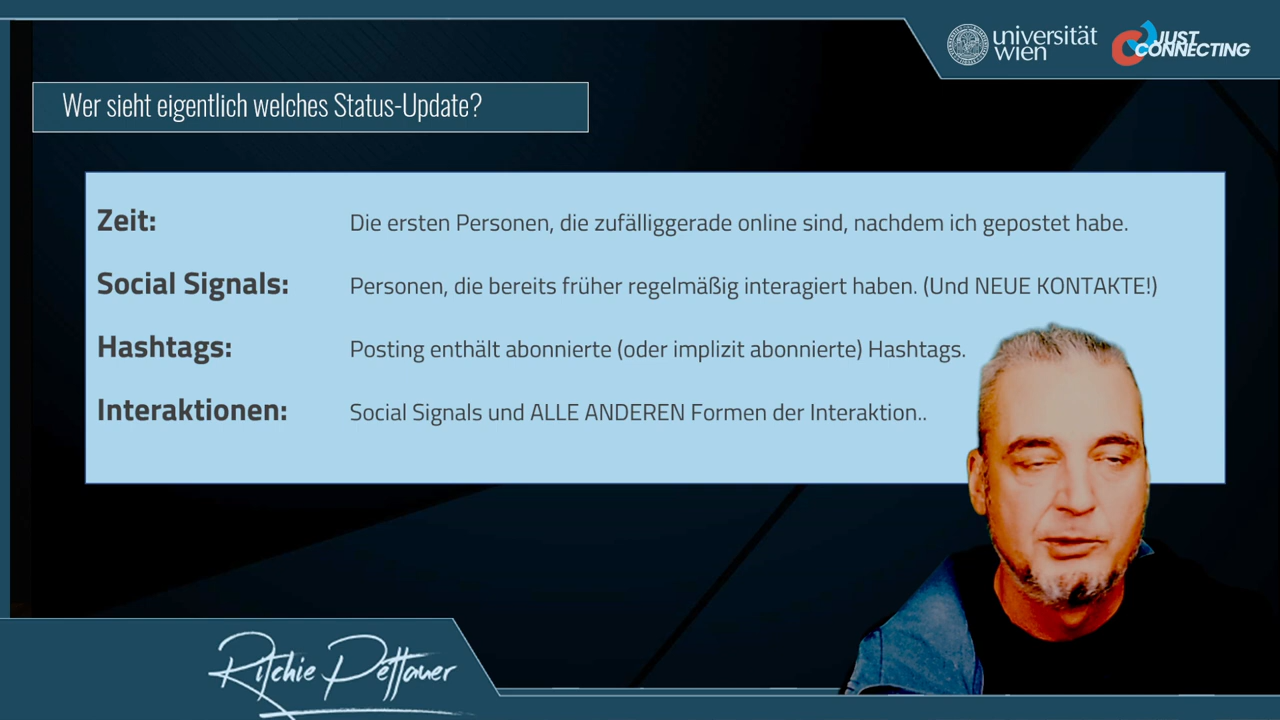 universität
wien
JUST
CONNECTING
Wer sieht eigentlich welches Status-Update?
Zeit: Die ersten Personen, die zufälliggerade online sind, nachdem ich gepostet habe.
Social Signals: Personen, die bereits früher regelmäßig interagiert haben. (Und NEUE KONTAKTE!)
Hashtags: Posting enthält abonnierte (oder implizit abonnierte) Hashtags.
Interaktionen: Social Signals und ALLE ANDEREN Formen der Interaktion..
Ritchie Pettauer